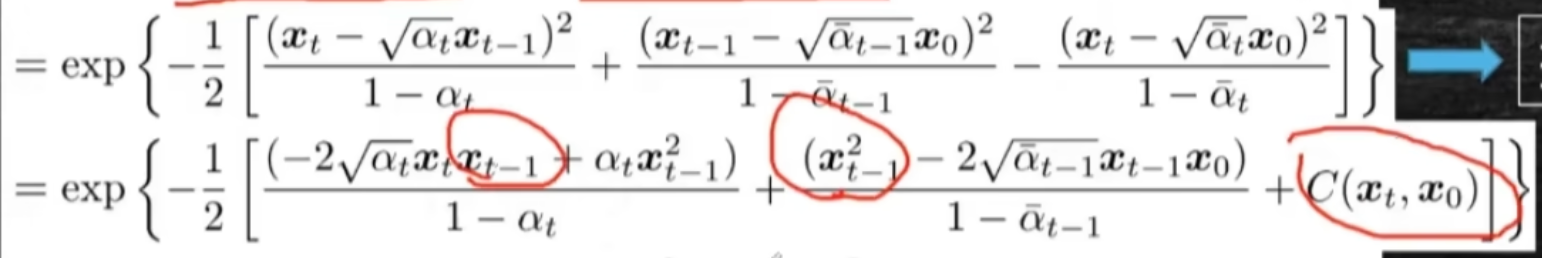 = exp { −1/2 [ (x_t − √α_t x_{t−1})² / (1 − α_t) + (x_{t−1} − √ᾱ_{t−1} x_0)² / (1 − ᾱ_{t−1}) − (x_t − √ᾱ_t x_0)² / (1 − ᾱ_t) ] }
= exp { −1/2 [ (−2√α_t x_t x_{t−1} + α_t x²_{t−1}) / (1 − α_t) + (x²_{t−1} − 2√ᾱ_{t−1} x_{t−1} x_0) / (1 − ᾱ_{t−1}) + C(x_t, x_0) ] }